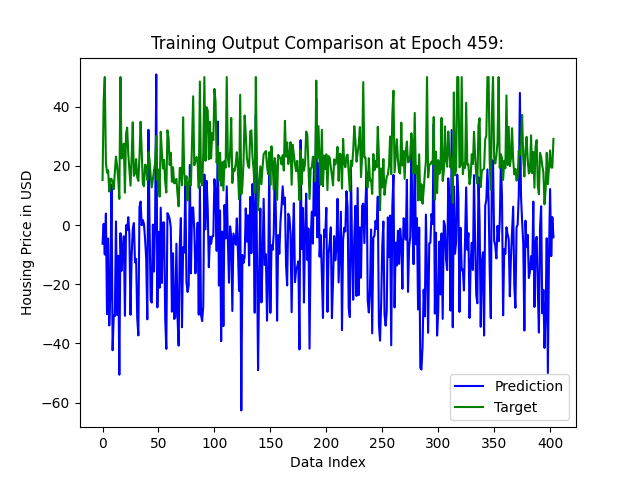 Training Output Comparison at Epoch 459:
Housing Price in USD
40
20
0
−20
−40
−60
0 50 100 150 200 250 300 350 400
Data Index
Prediction
Target